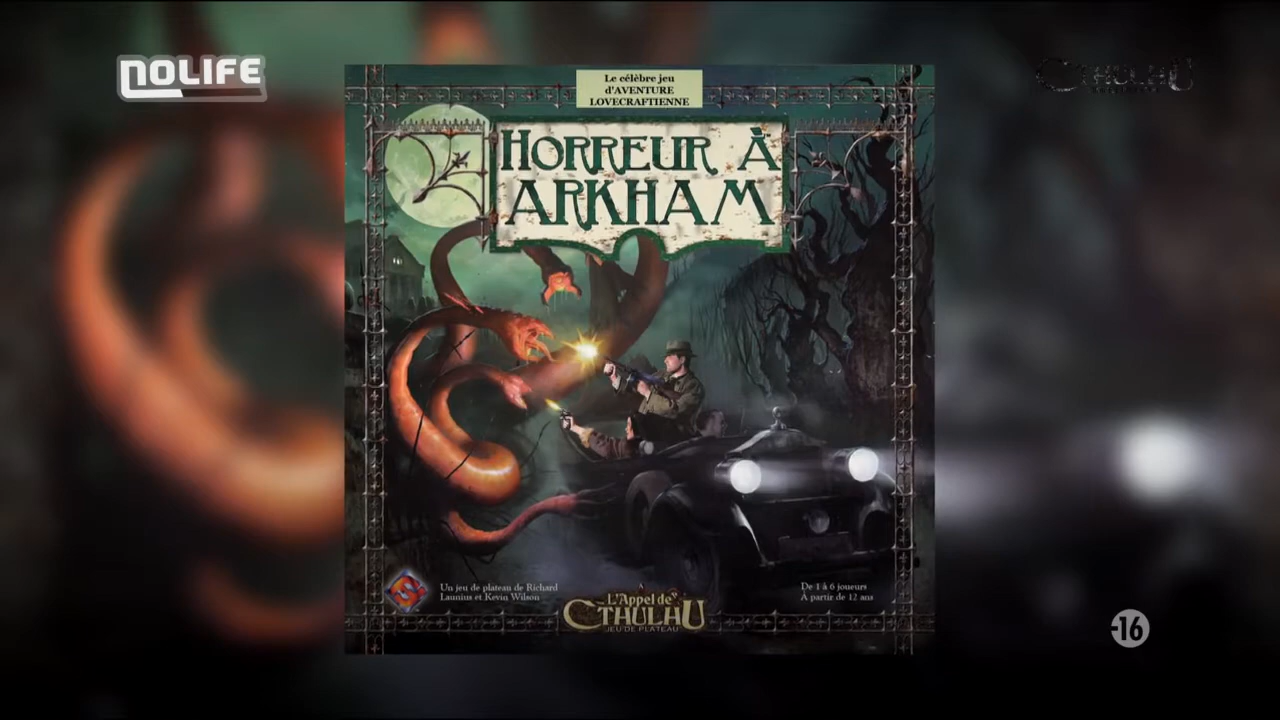 NOLIFE
CTHULHU
Le célèbre jeu
d'AVENTURE
LOVECRAFTIENNE
HORREUR À
ARKHAM
Un jeu de plateau de Richard
Launius et Kevin Wilson
L'Appel de
CTHULHU
JEU DE PLATEAU
De 1 à 6 joueurs
À partir de 12 ans
-16